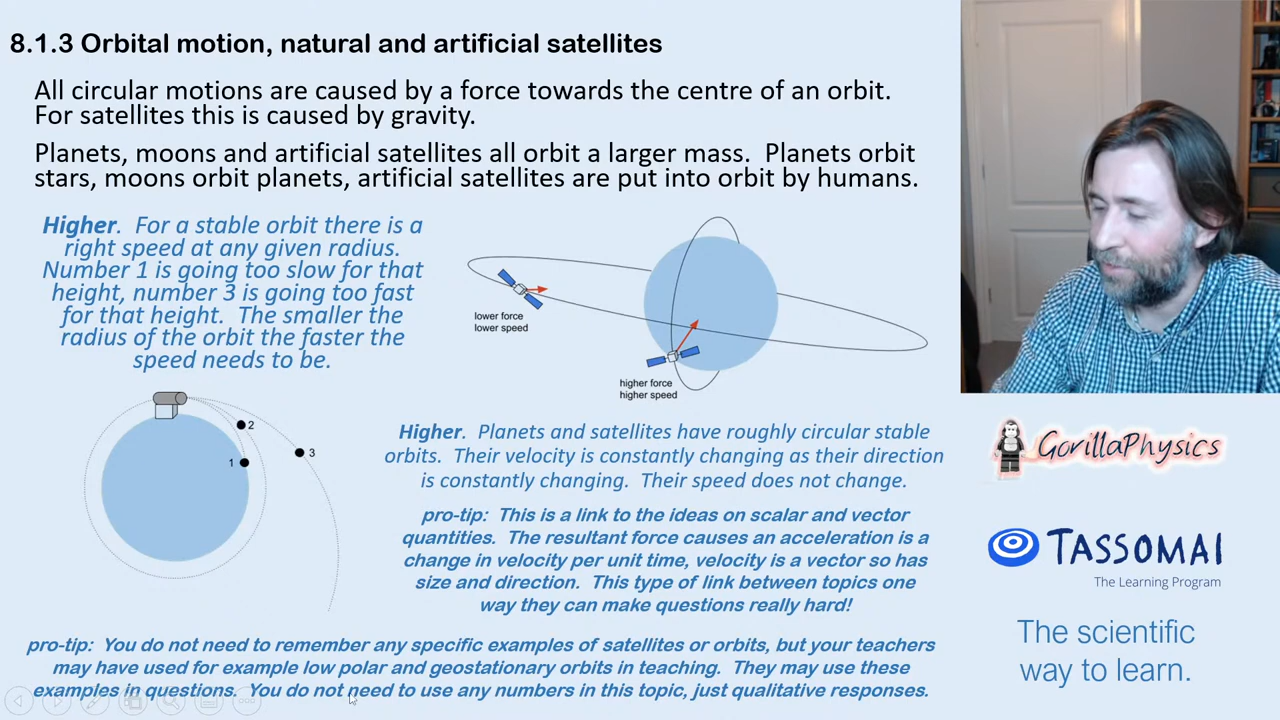 8.1.3 Orbital motion, natural and artificial satellites
All circular motions are caused by a force towards the centre of an orbit.
For satellites this is caused by gravity.
Planets, moons and artificial satellites all orbit a larger mass.  Planets orbit
stars, moons orbit planets, artificial satellites are put into orbit by humans.
Higher.  For a stable orbit there is a
right speed at any given radius.
Number 1 is going too slow for that
height, number 3 is going too fast
for that height.  The smaller the
radius of the orbit the faster the
speed needs to be.
lower force
lower speed
higher force
higher speed
2
1
3
Higher.  Planets and satellites have roughly circular stable
orbits.  Their velocity is constantly changing as their direction
is constantly changing.  Their speed does not change.
pro-tip:  This is a link to the ideas on scalar and vector
quantities.  The resultant force causes an acceleration is a
change in velocity per unit time, velocity is a vector so has
size and direction.  This type of link between topics one
way they can make questions really hard!
pro-tip:  You do not need to remember any specific examples of satellites or orbits, but your teachers
may have used for example low polar and geostationary orbits in teaching.  They may use these
examples in questions.  You do not need to use any numbers in this topic, just qualitative responses.
GorillaPhysics
TASSOMAI
The Learning Program
The scientific
way to learn.